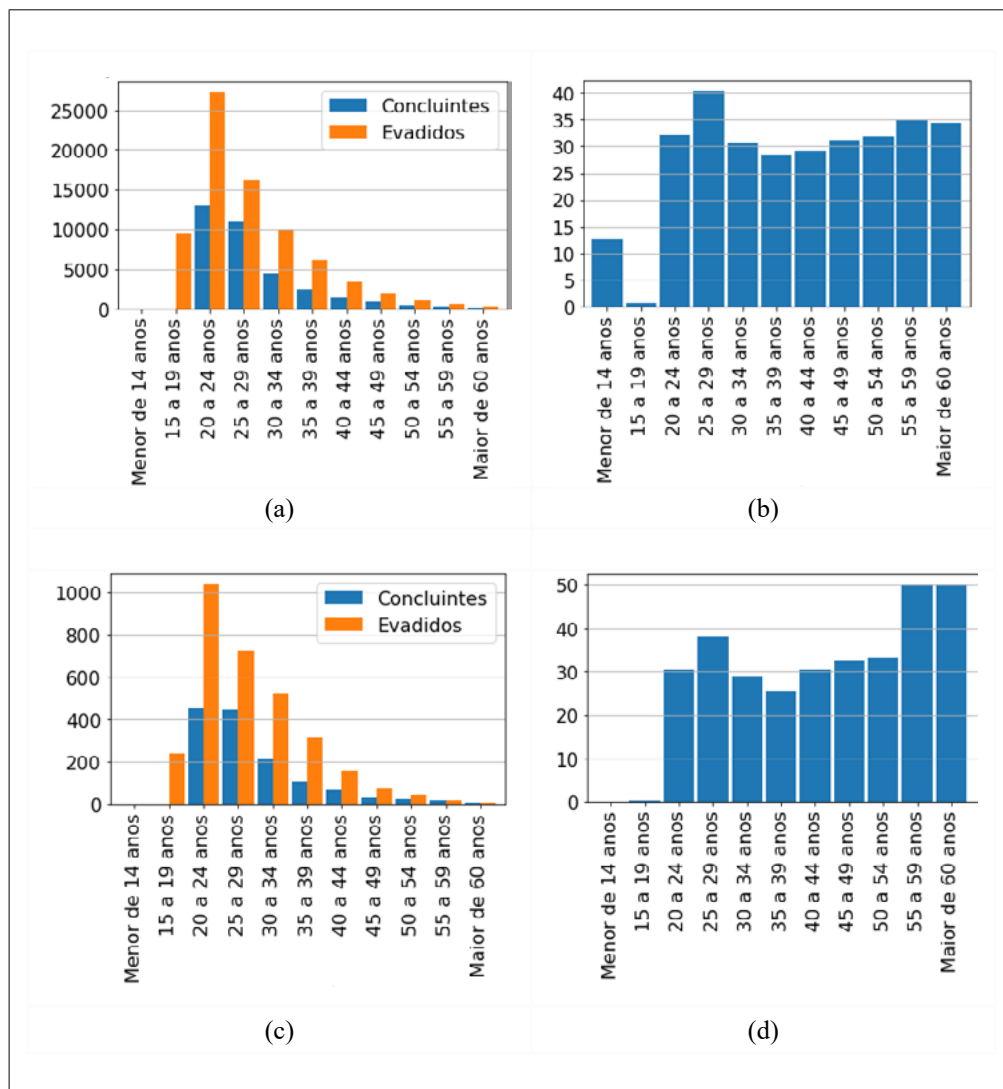 25000
20000
15000
10000
5000
0
Concluintes
Evadidos
Menor de 14 anos
15 a 19 anos
20 a 24 anos
25 a 29 anos
30 a 34 anos
35 a 39 anos
40 a 44 anos
45 a 49 anos
50 a 54 anos
55 a 59 anos
Maior de 60 anos
(a)
40
35
30
25
20
15
10
5
0
Menor de 14 anos
15 a 19 anos
20 a 24 anos
25 a 29 anos
30 a 34 anos
35 a 39 anos
40 a 44 anos
45 a 49 anos
50 a 54 anos
55 a 59 anos
Maior de 60 anos
(b)
1000
800
600
400
200
0
Concluintes
Evadidos
Menor de 14 anos
15 a 19 anos
20 a 24 anos
25 a 29 anos
30 a 34 anos
35 a 39 anos
40 a 44 anos
45 a 49 anos
50 a 54 anos
55 a 59 anos
Maior de 60 anos
(c)
50
40
30
20
10
0
Menor de 14 anos
15 a 19 anos
20 a 24 anos
25 a 29 anos
30 a 34 anos
35 a 39 anos
40 a 44 anos
45 a 49 anos
50 a 54 anos
55 a 59 anos
Maior de 60 anos
(d)